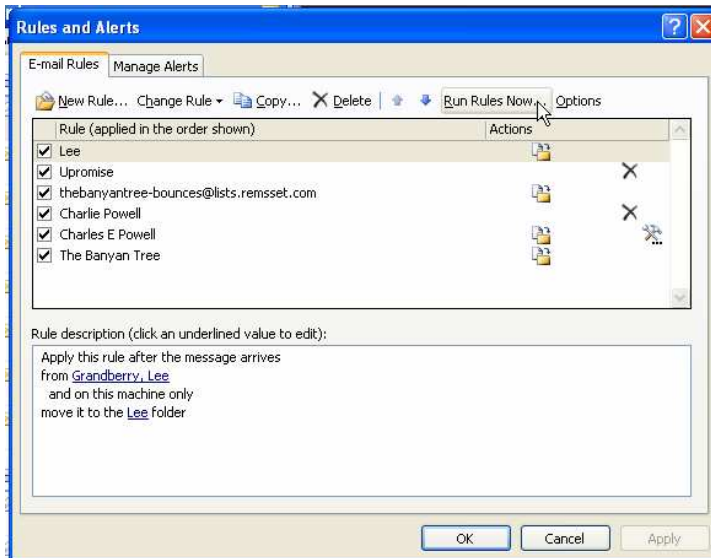 Rules and Alerts
E-mail Rules Manage Alerts
New Rule... Change Rule Copy... Delete Run Rules Now... Options
Rule (applied in the order shown) Actions
Lee
Upromise
thebanyantree-bounces@lists.remsset.com
Charlie Powell
Charles E Powell
The Banyan Tree
Rule description (click an underlined value to edit):
Apply this rule after the message arrives
from Grandberry, Lee
and on this machine only
move it to the Lee folder
OK Cancel Apply